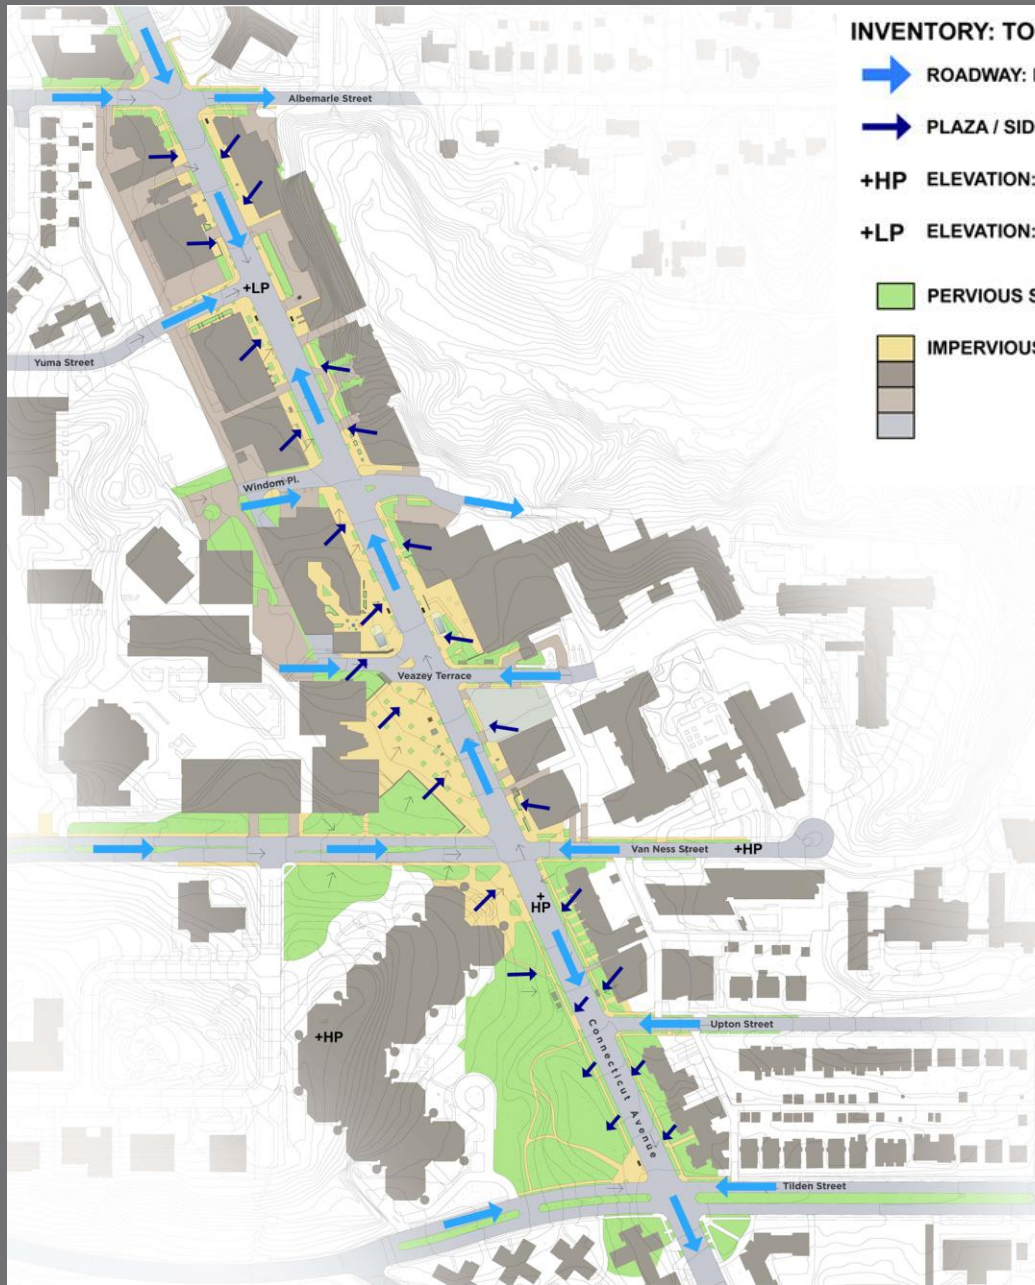 INVENTORY: TO
ROADWAY:
PLAZA / SID
+HP ELEVATION:
+LP ELEVATION:
PERVIOUS S
IMPERVIOUS
Albemarle Street
+LP
Yuma Street
Windom Pl.
Veazey Terrace
Van Ness Street +HP
+
HP
Upton Street
+HP
Connecticut Avenue
Tilden Street